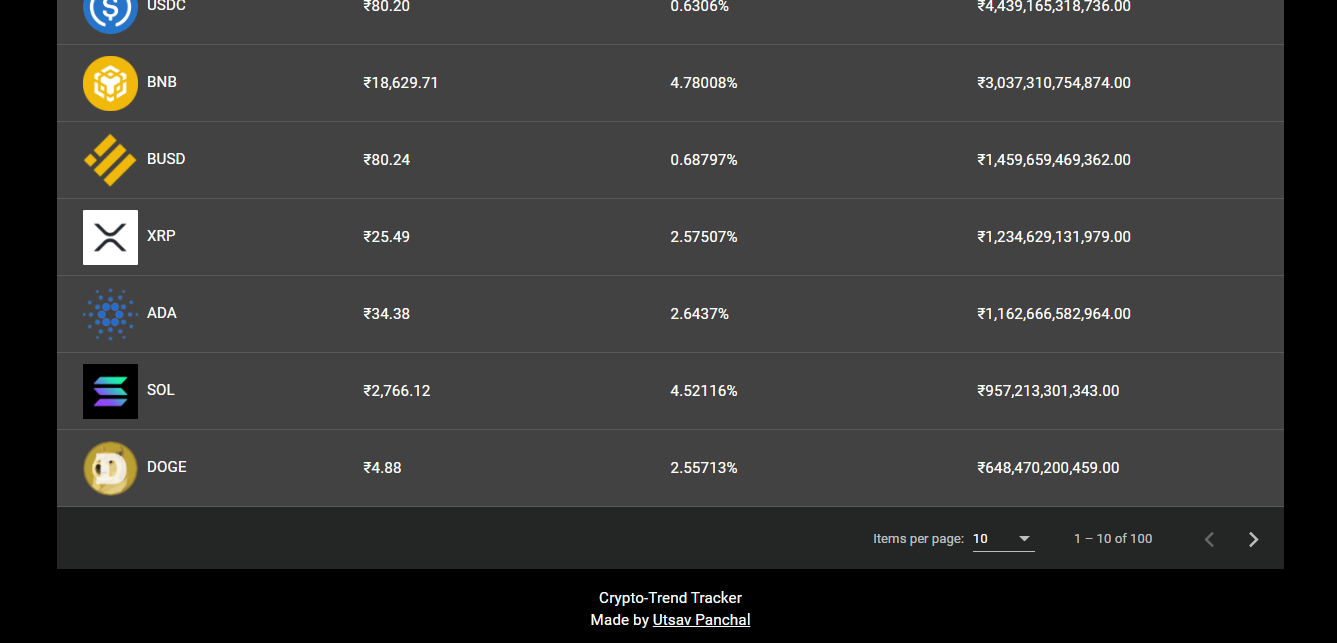 USDC ₹80.20 0.6306% ₹4,439,165,318,736.00
BNB ₹18,629.71 4.78008% ₹3,037,310,754,874.00
BUSD ₹80.24 0.68797% ₹1,459,659,469,362.00
XRP ₹25.49 2.57507% ₹1,234,629,131,979.00
ADA ₹34.38 2.6437% ₹1,162,666,582,964.00
SOL ₹2,766.12 4.52116% ₹957,213,301,343.00
DOGE ₹4.88 2.55713% ₹648,470,200,459.00
Items per page: 10 1 – 10 of 100
Crypto-Trend Tracker
Made by Utsav Panchal